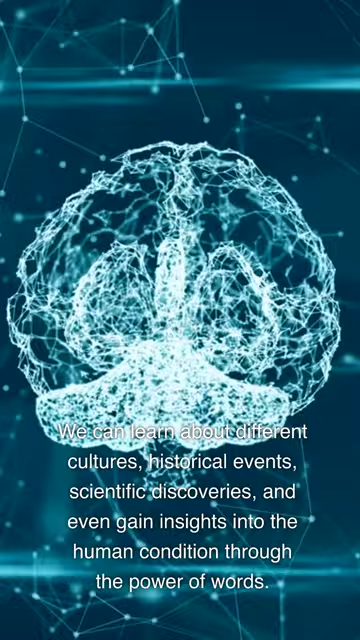 We can learn about different
cultures, historical events,
scientific discoveries, and
even gain insights into the
human condition through
the power of words.